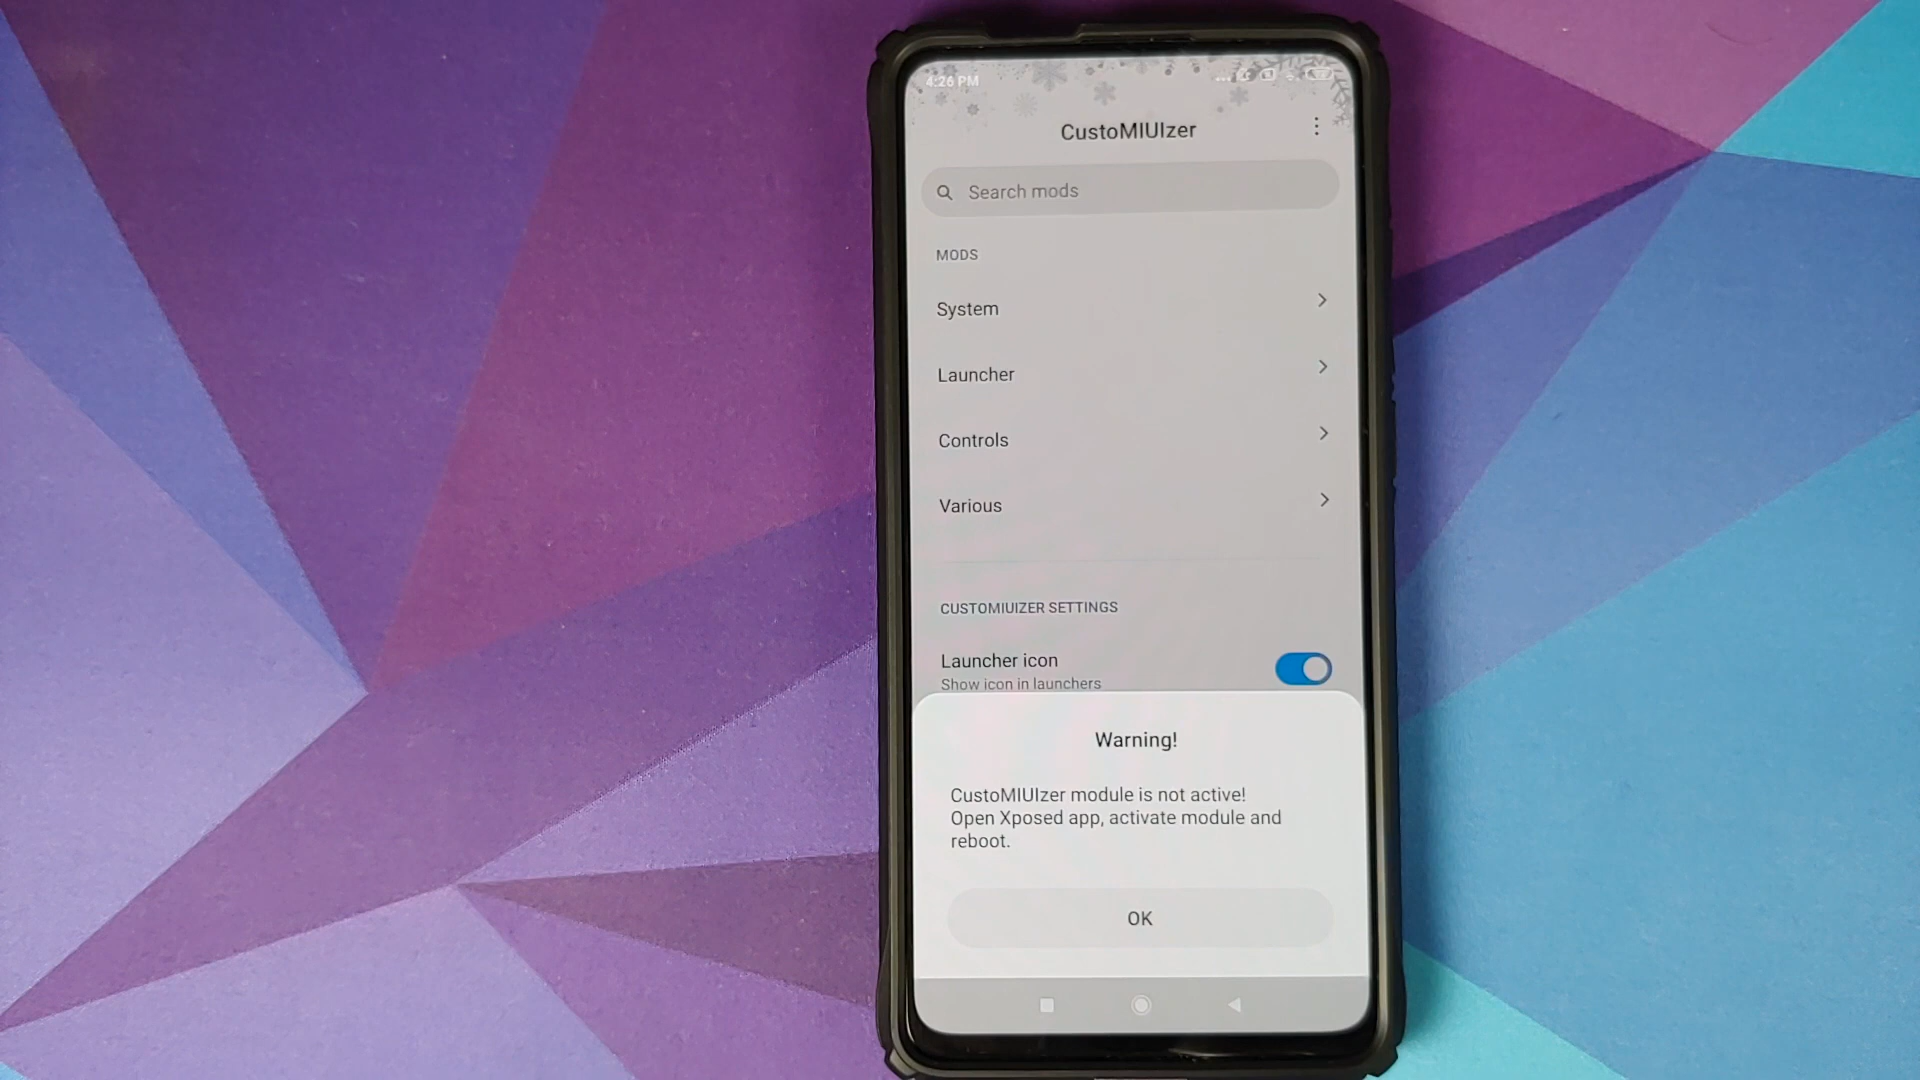 4:26 PM
CustoMIUIzer
Search mods
MODS
System
Launcher
Controls
Various
CUSTOMIUIZER SETTINGS
Launcher icon
Show icon in launchers
Warning!
CustoMIUIzer module is not active!
Open Xposed app, activate module and
reboot.
OK